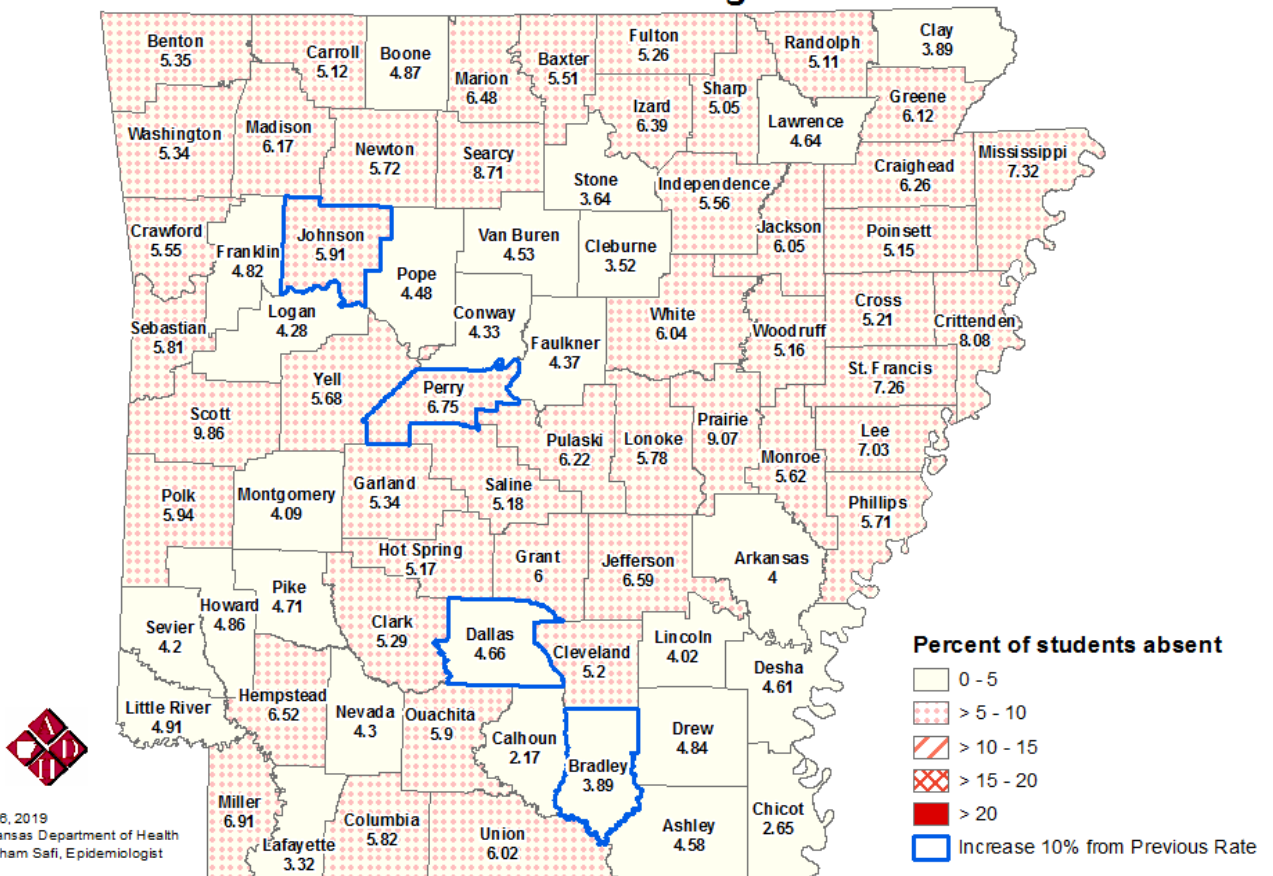 Benton
5.35
Carroll
5.12
Boone
4.87
Marion
6.48
Baxter
5.51
Fulton
5.26
Randolph
5.11
Clay
3.89
Sharp
5.05
Izard
6.39
Greene
6.12
Lawrence
4.64
Washington
5.34
Madison
6.17
Newton
5.72
Searcy
8.71
Stone
3.64
Independence
5.56
Craighead
6.26
Mississippi
7.32
Crawford
5.55
Franklin
4.82
Johnson
5.91
Pope
4.48
Van Buren
4.53
Cleburne
3.52
Jackson
6.05
Poinsett
5.15
Sebastian
5.81
Logan
4.28
Conway
4.33
Faulkner
4.37
White
6.04
Woodruff
5.16
Cross
5.21
Crittenden
8.08
St. Francis
7.26
Yell
5.68
Perry
6.75
Scott
9.86
Pulaski
6.22
Lonoke
5.78
Prairie
9.07
Monroe
5.62
Lee
7.03
Polk
5.94
Montgomery
4.09
Garland
5.34
Saline
5.18
Phillips
5.71
Hot Spring
5.17
Grant
6
Jefferson
6.59
Arkansas
4
Pike
4.71
Howard
4.86
Sevier
4.2
Clark
5.29
Dallas
4.66
Cleveland
5.2
Lincoln
4.02
Desha
4.61
Little River
4.91
Hempstead
6.52
Nevada
4.3
Ouachita
5.9
Calhoun
2.17
Bradley
3.89
Drew
4.84
Miller
6.91
Lafayette
3.32
Columbia
5.82
Union
6.02
Ashley
4.58
Chicot
2.65
Percent of students absent
0 - 5
> 5 - 10
> 10 - 15
> 15 - 20
> 20
Increase 10% from Previous Rate
A
D
H
6, 2019
ansas Department of Health
ham Safi, Epidemiologist